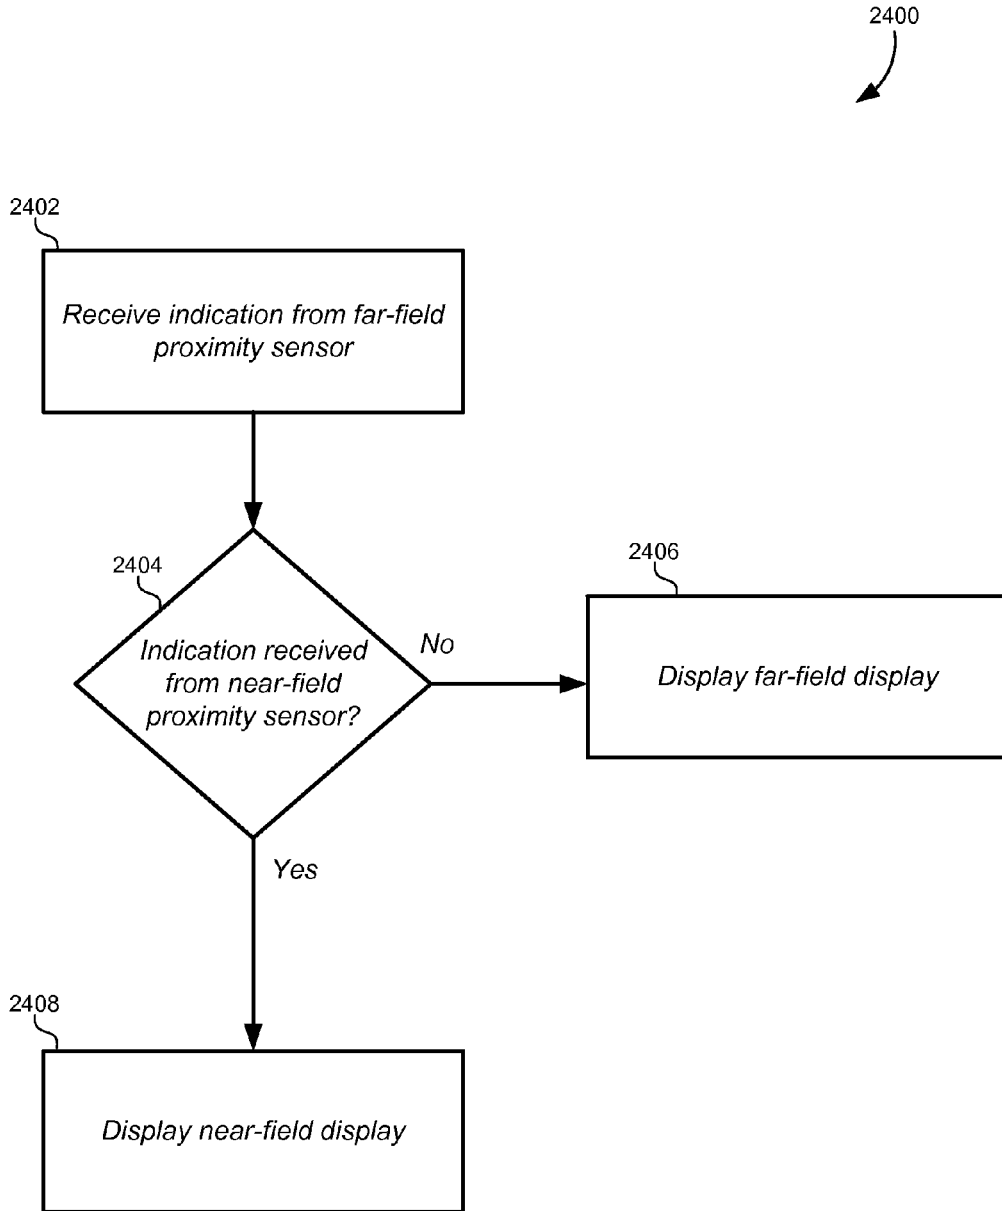 2400
2402
Receive indication from far-field
proximity sensor
2404
Indication received
from near-field
proximity sensor?
No
2406
Display far-field display
Yes
2408
Display near-field display